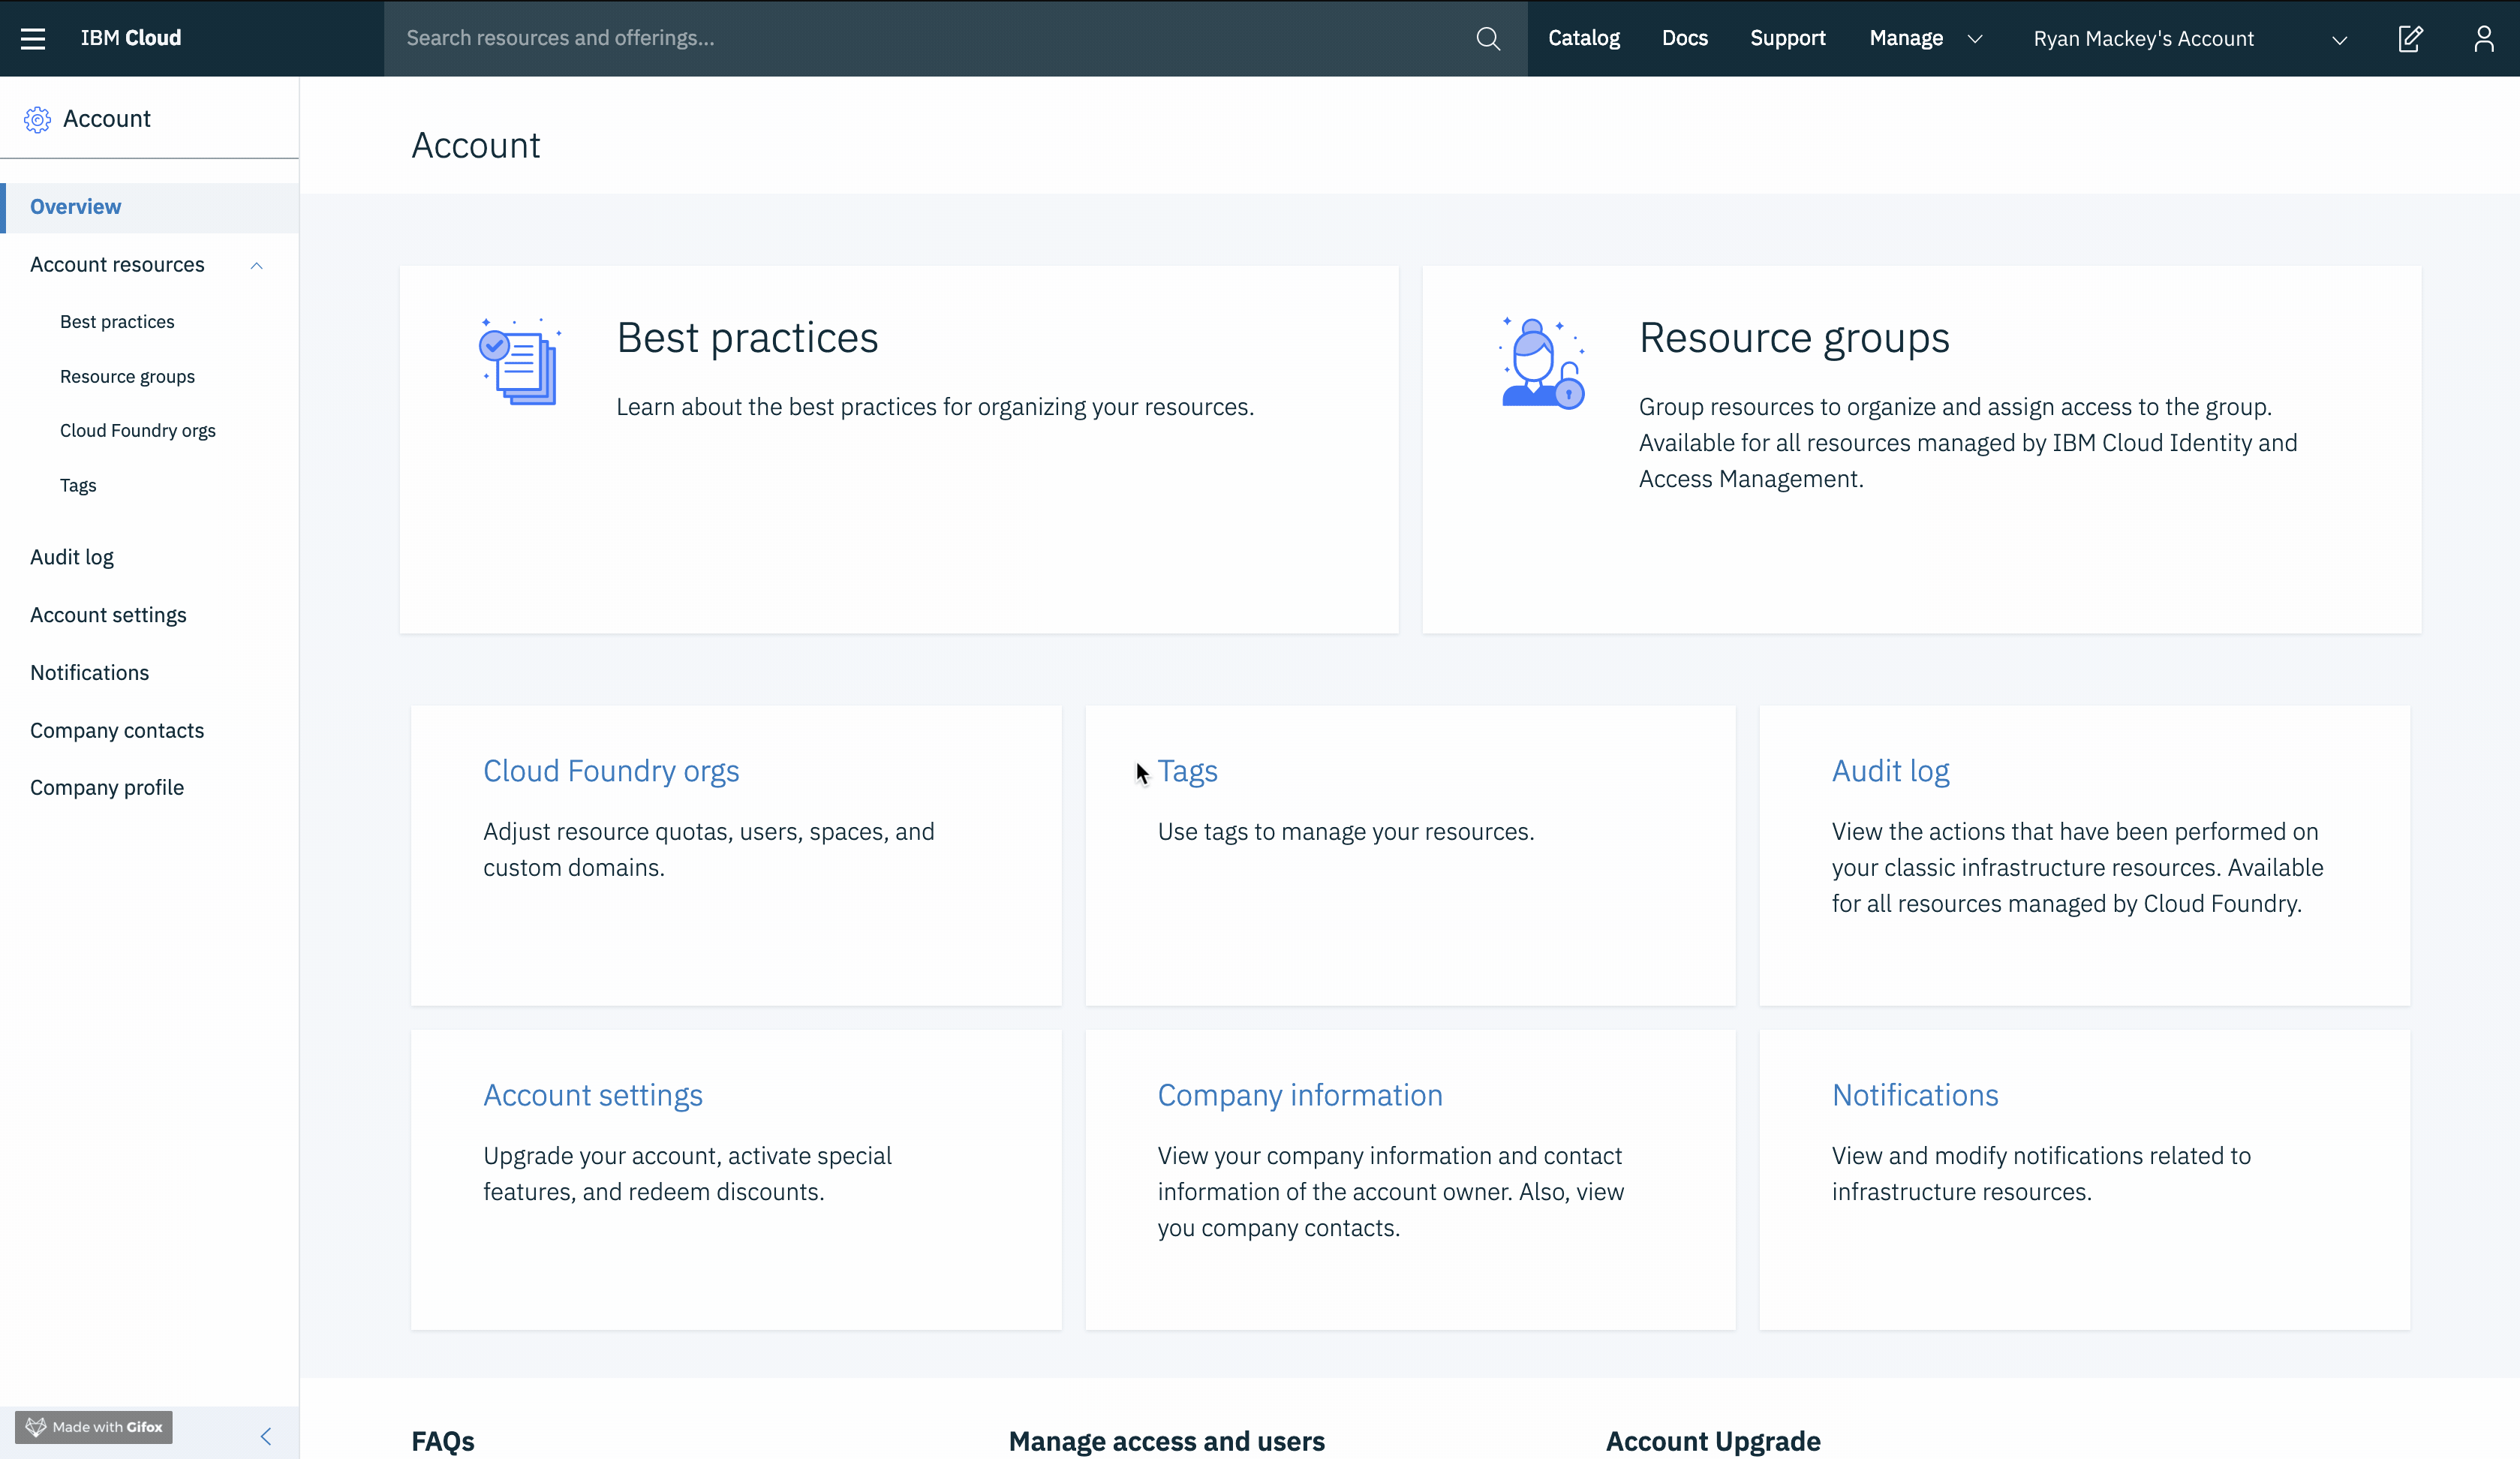 IBM Cloud
Search resources and offerings...
Catalog
Docs
Support
Manage
Ryan Mackey's Account
Account
Overview
Account resources
Best practices
Resource groups
Cloud Foundry orgs
Tags
Audit log
Account settings
Notifications
Company contacts
Company profile
Made with Gifox
Account
Best practices
Learn about the best practices for organizing your resources.
Resource groups
Group resources to organize and assign access to the group.
Available for all resources managed by IBM Cloud Identity and
Access Management.
Cloud Foundry orgs
Adjust resource quotas, users, spaces, and
custom domains.
Tags
Use tags to manage your resources.
Audit log
View the actions that have been performed on
your classic infrastructure resources. Available
for all resources managed by Cloud Foundry.
Account settings
Upgrade your account, activate special
features, and redeem discounts.
Company information
View your company information and contact
information of the account owner. Also, view
you company contacts.
Notifications
View and modify notifications related to
infrastructure resources.
FAQs
Manage access and users
Account Upgrade